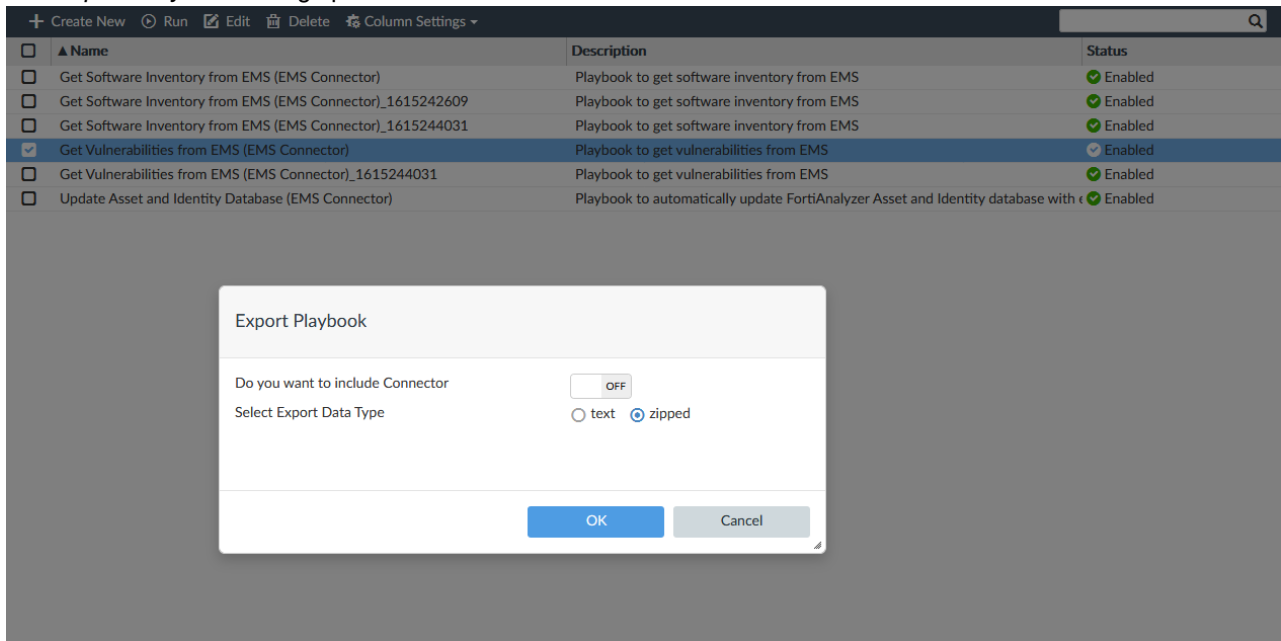 Create New Run Edit Delete Column Settings
Name Description Status
Get Software Inventory from EMS (EMS Connector) Playbook to get software inventory from EMS Enabled
Get Software Inventory from EMS (EMS Connector)_1615242609 Playbook to get software inventory from EMS Enabled
Get Software Inventory from EMS (EMS Connector)_1615244031 Playbook to get software inventory from EMS Enabled
Get Vulnerabilities from EMS (EMS Connector) Playbook to get vulnerabilities from EMS Enabled
Get Vulnerabilities from EMS (EMS Connector)_1615244031 Playbook to get vulnerabilities from EMS Enabled
Update Asset and Identity Database (EMS Connector) Playbook to automatically update FortiAnalyzer Asset and Identity database with Enabled
Export Playbook
Do you want to include Connector OFF
Select Export Data Type text zipped
OK Cancel